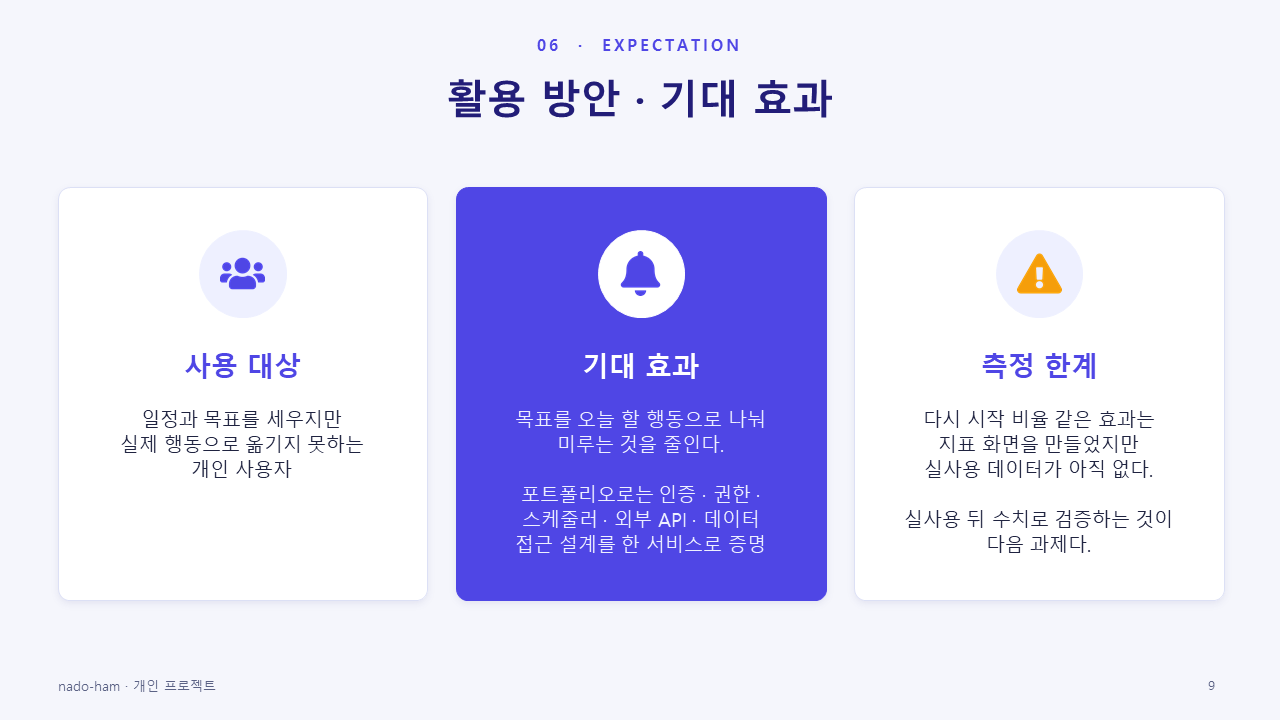 06 · EXPECTATION
활용 방안 · 기대 효과
사용 대상
일정과 목표를 세우지만
실제 행동으로 옮기지 못하는
개인 사용자
기대 효과
목표를 오늘 할 행동으로 나눠
미루는 것을 줄인다.
포트폴리오로는 인증 · 권한 ·
스케줄러 · 외부 API · 데이터
접근 설계를 한 서비스로 증명
측정 한계
다시 시작 비율 같은 효과는
지표 화면을 만들었지만
실사용 데이터가 아직 없다.
실사용 뒤 수치로 검증하는 것이
다음 과제다.
nado-ham · 개인 프로젝트
9